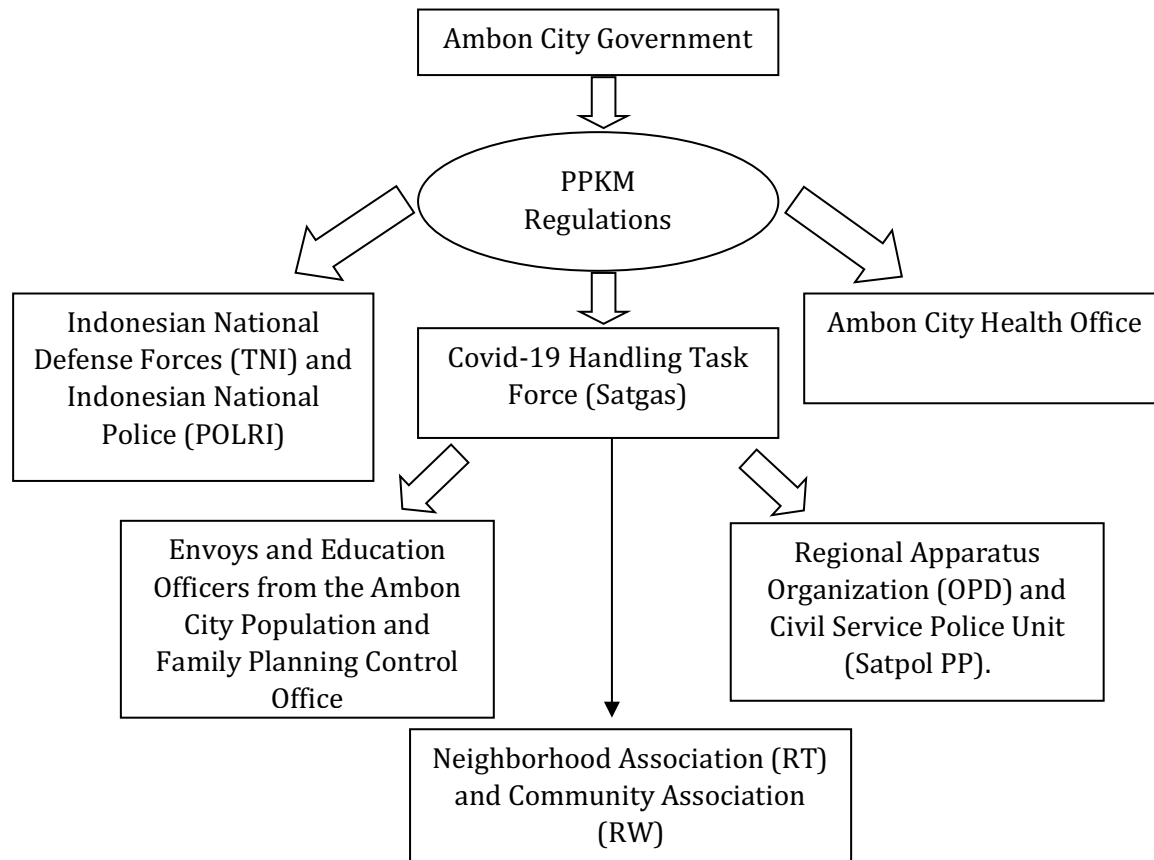 Ambon City Government
PPKM
Regulations
Indonesian National
Defense Forces (TNI) and
Indonesian National
Police (POLRI)
Covid-19 Handling Task
Force (Satgas)
Ambon City Health Office
Envoys and Education
Officers from the Ambon
City Population and
Family Planning Control
Office
Regional Apparatus
Organization (OPD) and
Civil Service Police Unit
(Satpol PP).
Neighborhood Association (RT)
and Community Association
(RW)